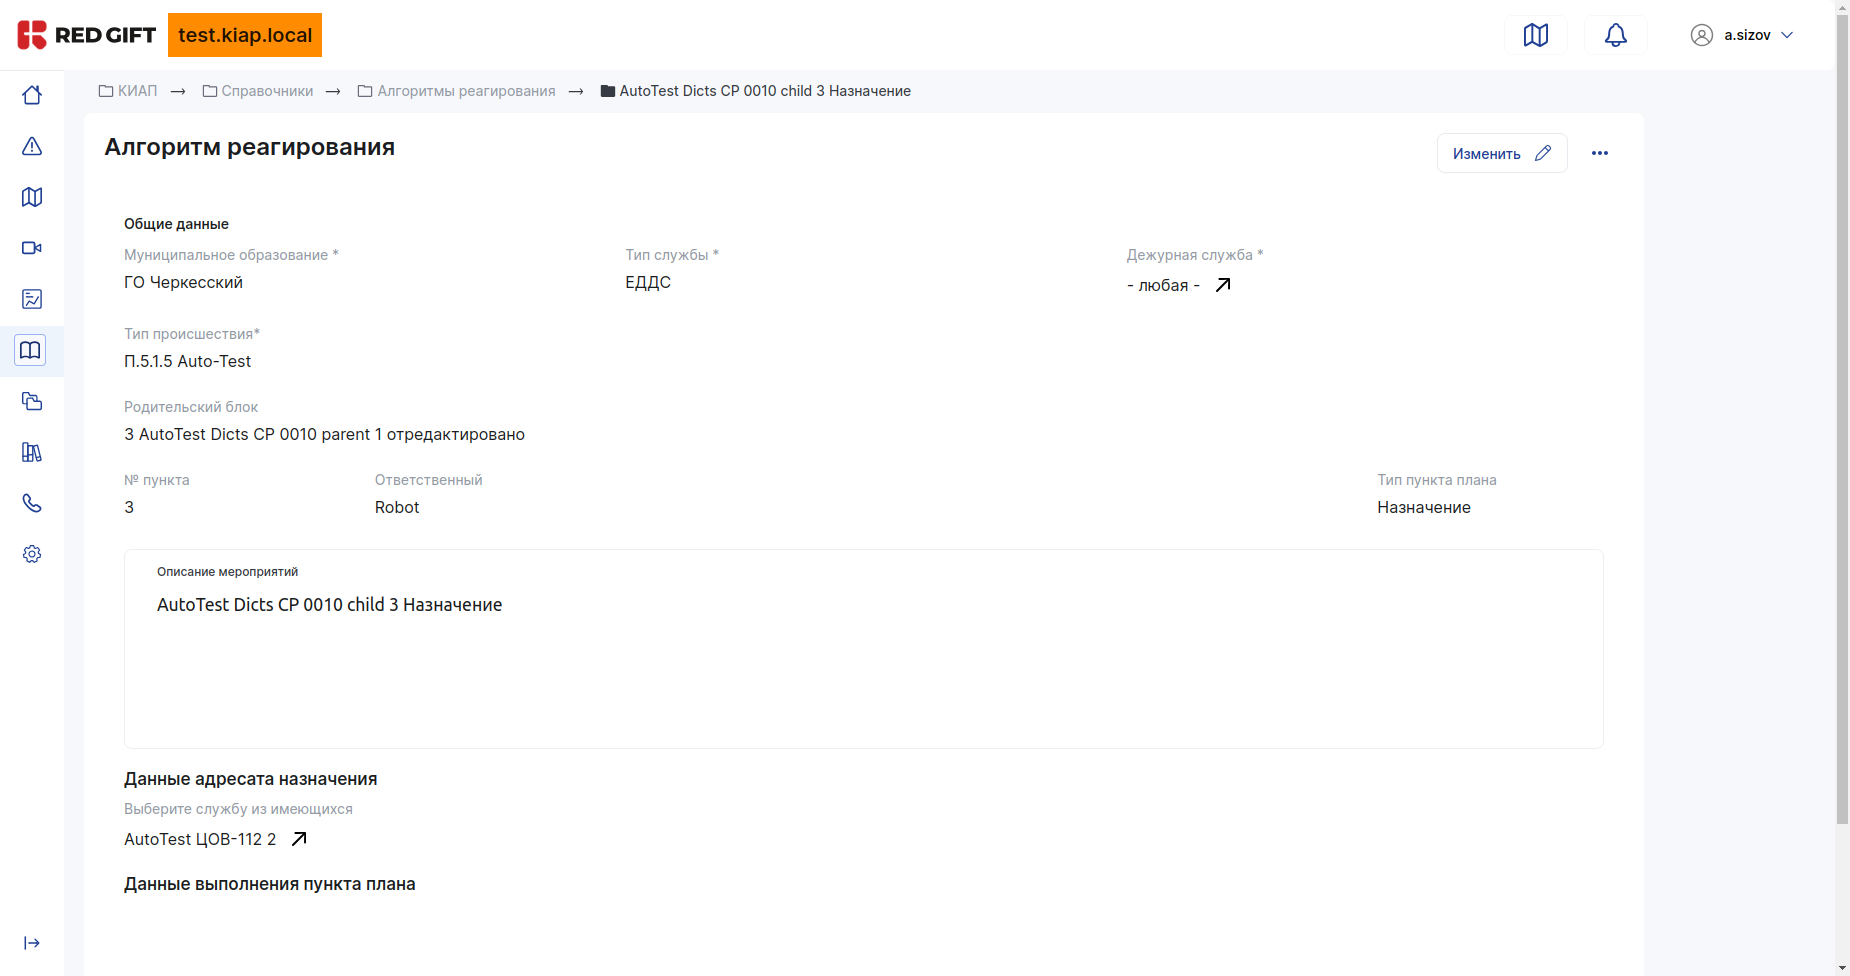 RED GIFT
test.kiap.local
a.sizov
КИАП → Справочники → Алгоритмы реагирования → AutoTest Dicts CP 0010 child 3 Назначение
Алгоритм реагирования
Изменить
Общие данные
Муниципальное образование * Тип службы * Дежурная служба *
ГО Черкесский ЕДДС - любая -
Тип происшествия*
П.5.1.5 Auto-Test
Родительский блок
3 AutoTest Dicts CP 0010 parent 1 отредактировано
№ пункта Ответственный Тип пункта плана
3 Robot Назначение
Описание мероприятий
AutoTest Dicts CP 0010 child 3 Назначение
Данные адресата назначения
Выберите службу из имеющихся
AutoTest ЦОВ-112 2
Данные выполнения пункта плана